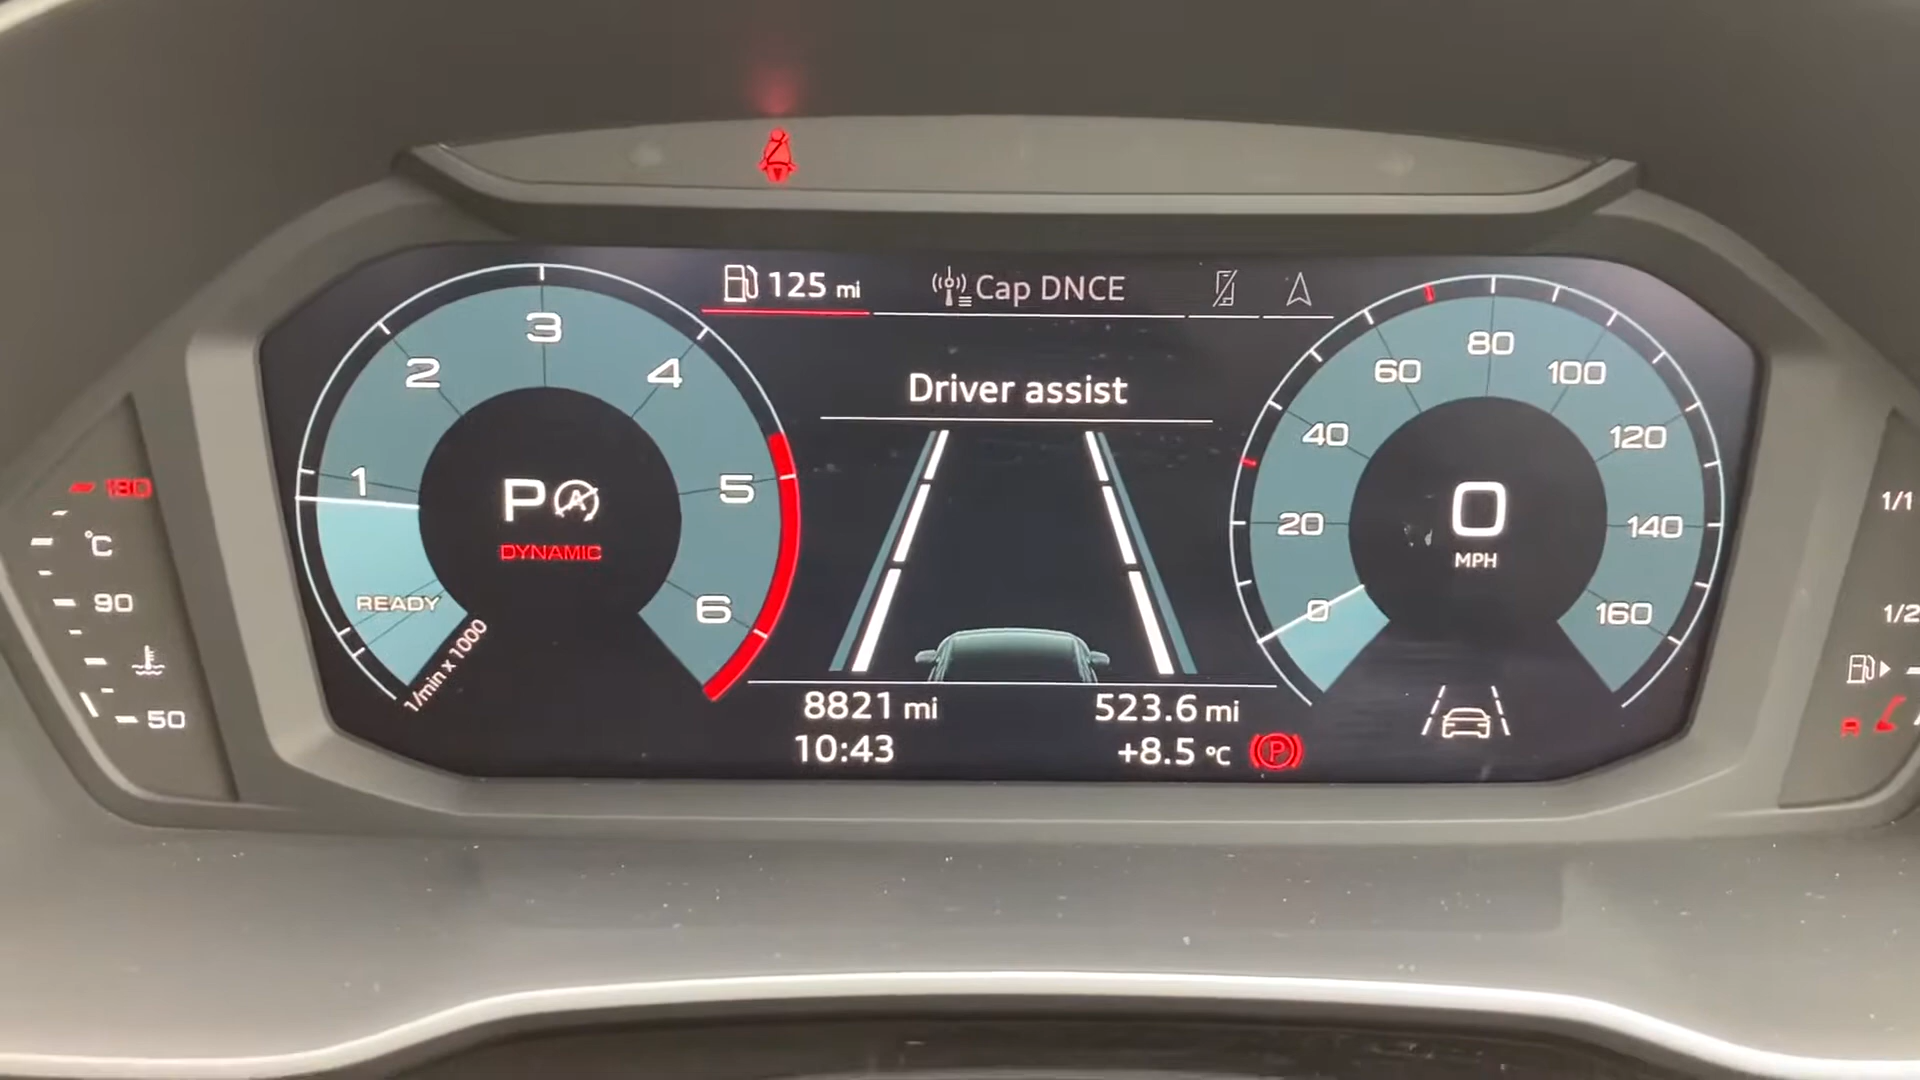 125 mi
Cap DNCE
Driver assist
1
2
3
4
5
6
READY
1/min x 1000
P A
DYNAMIC
0
20
40
60
80
100
120
140
160
0
MPH
8821 mi
523.6 mi
10:43
+8.5 °C
P
130
°C
90
50
1/1
1/2